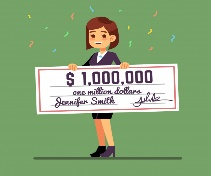 $ 1,000,000
one million dollars
Jennifer Smith